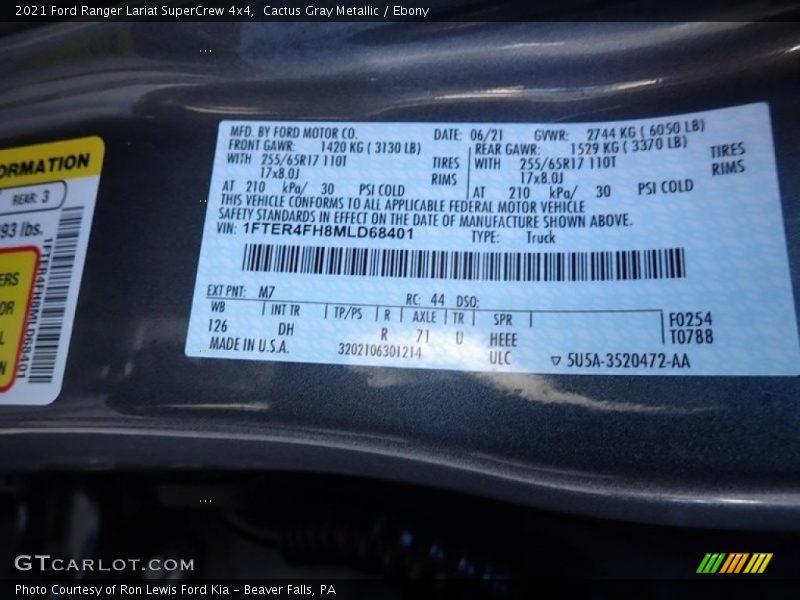 2021 Ford Ranger Lariat SuperCrew 4x4, Cactus Gray Metallic / Ebony
ORMATION
REAR: 3
93 lbs.
1FTER4FH8MLD68401
ERS
OR
MFD. BY FORD MOTOR CO. DATE: 06/21 GVWR: 2744 KG ( 6050 LB)
FRONT GAWR: 1420 KG ( 3130 LB) REAR GAWR: 1529 KG ( 3370 LB)
WITH 255/65R17 110T TIRES WITH 255/65R17 110T TIRES
17x8.0J RIMS 17x8.0J RIMS
AT 210 kPa/ 30 PSI COLD AT 210 kPa/ 30 PSI COLD
THIS VEHICLE CONFORMS TO ALL APPLICABLE FEDERAL MOTOR VEHICLE
SAFETY STANDARDS IN EFFECT ON THE DATE OF MANUFACTURE SHOWN ABOVE.
VIN: 1FTER4FH8MLD68401 TYPE: Truck
EXT PNT: M7 RC: 44 DSO:
WB INT TR TP/PS R AXLE TR SPR F0254
126 DH R 71 U HEEE T0788
MADE IN U.S.A. 3202106301214 ULC ▽ 5U5A-3520472-AA
GTCARLOT.COM
Photo Courtesy of Ron Lewis Ford Kia - Beaver Falls, PA